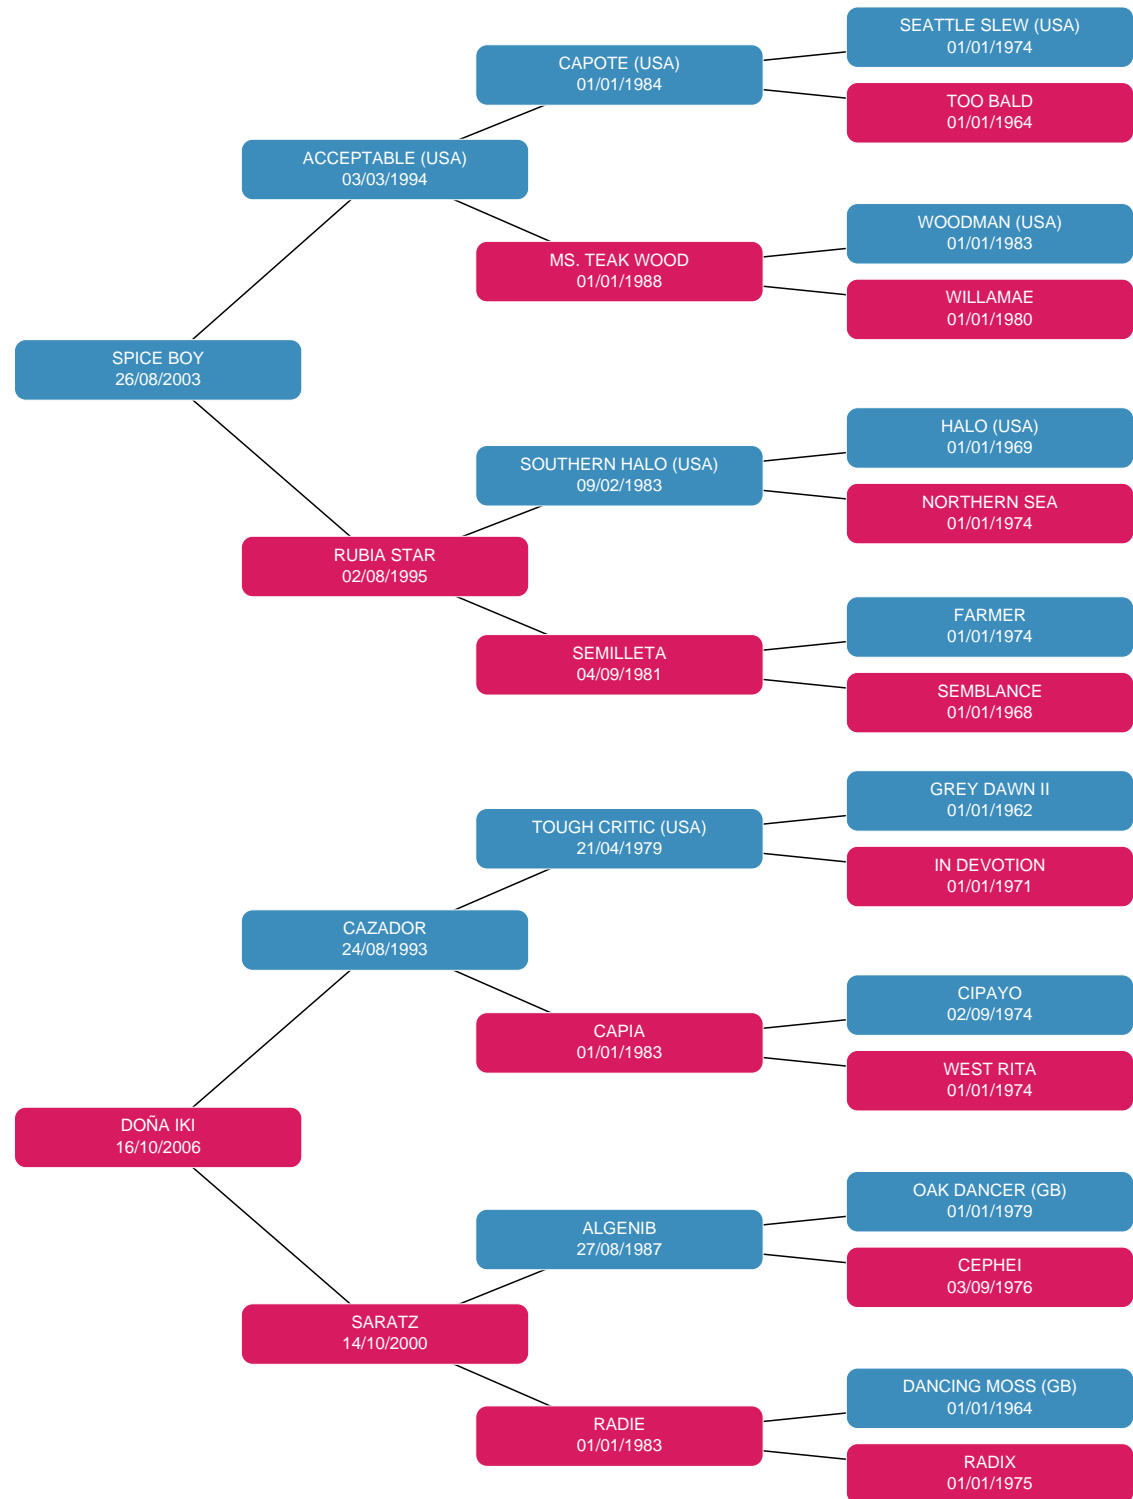 SEATTLE SLEW (USA)
01/01/1974
CAPOTE (USA)
01/01/1984
TOO BALD
01/01/1964
ACCEPTABLE (USA)
03/03/1994
WOODMAN (USA)
01/01/1983
MS. TEAK WOOD
01/01/1988
WILLAMAE
01/01/1980
SPICE BOY
26/08/2003
HALO (USA)
01/01/1969
SOUTHERN HALO (USA)
09/02/1983
NORTHERN SEA
01/01/1974
RUBIA STAR
02/08/1995
FARMER
01/01/1974
SEMILLETA
04/09/1981
SEMBLANCE
01/01/1968
GREY DAWN II
01/01/1962
TOUGH CRITIC (USA)
21/04/1979
IN DEVOTION
01/01/1971
CAZADOR
24/08/1993
CIPAYO
02/09/1974
CAPIA
01/01/1983
WEST RITA
01/01/1974
DOÑA IKI
16/10/2006
OAK DANCER (GB)
01/01/1979
ALGENIB
27/08/1987
CEPHEI
03/09/1976
SARATZ
14/10/2000
DANCING MOSS (GB)
01/01/1964
RADIE
01/01/1983
RADIX
01/01/1975